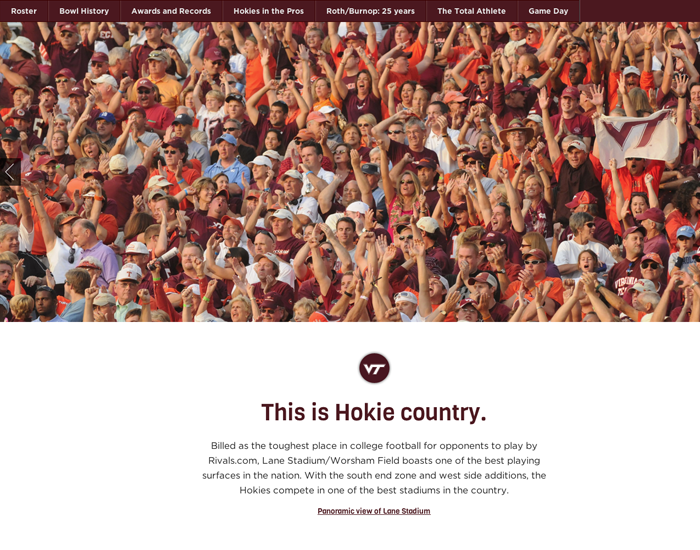 Roster Bowl History Awards and Records Hokies in the Pros Roth/Burnop: 25 years The Total Athlete Game Day
VT
VT
This is Hokie country.
Billed as the toughest place in college football for opponents to play by
Rivals.com, Lane Stadium/Worsham Field boasts one of the best playing
surfaces in the nation. With the south end zone and west side additions, the
Hokies compete in one of the best stadiums in the country.
Panoramic view of Lane Stadium